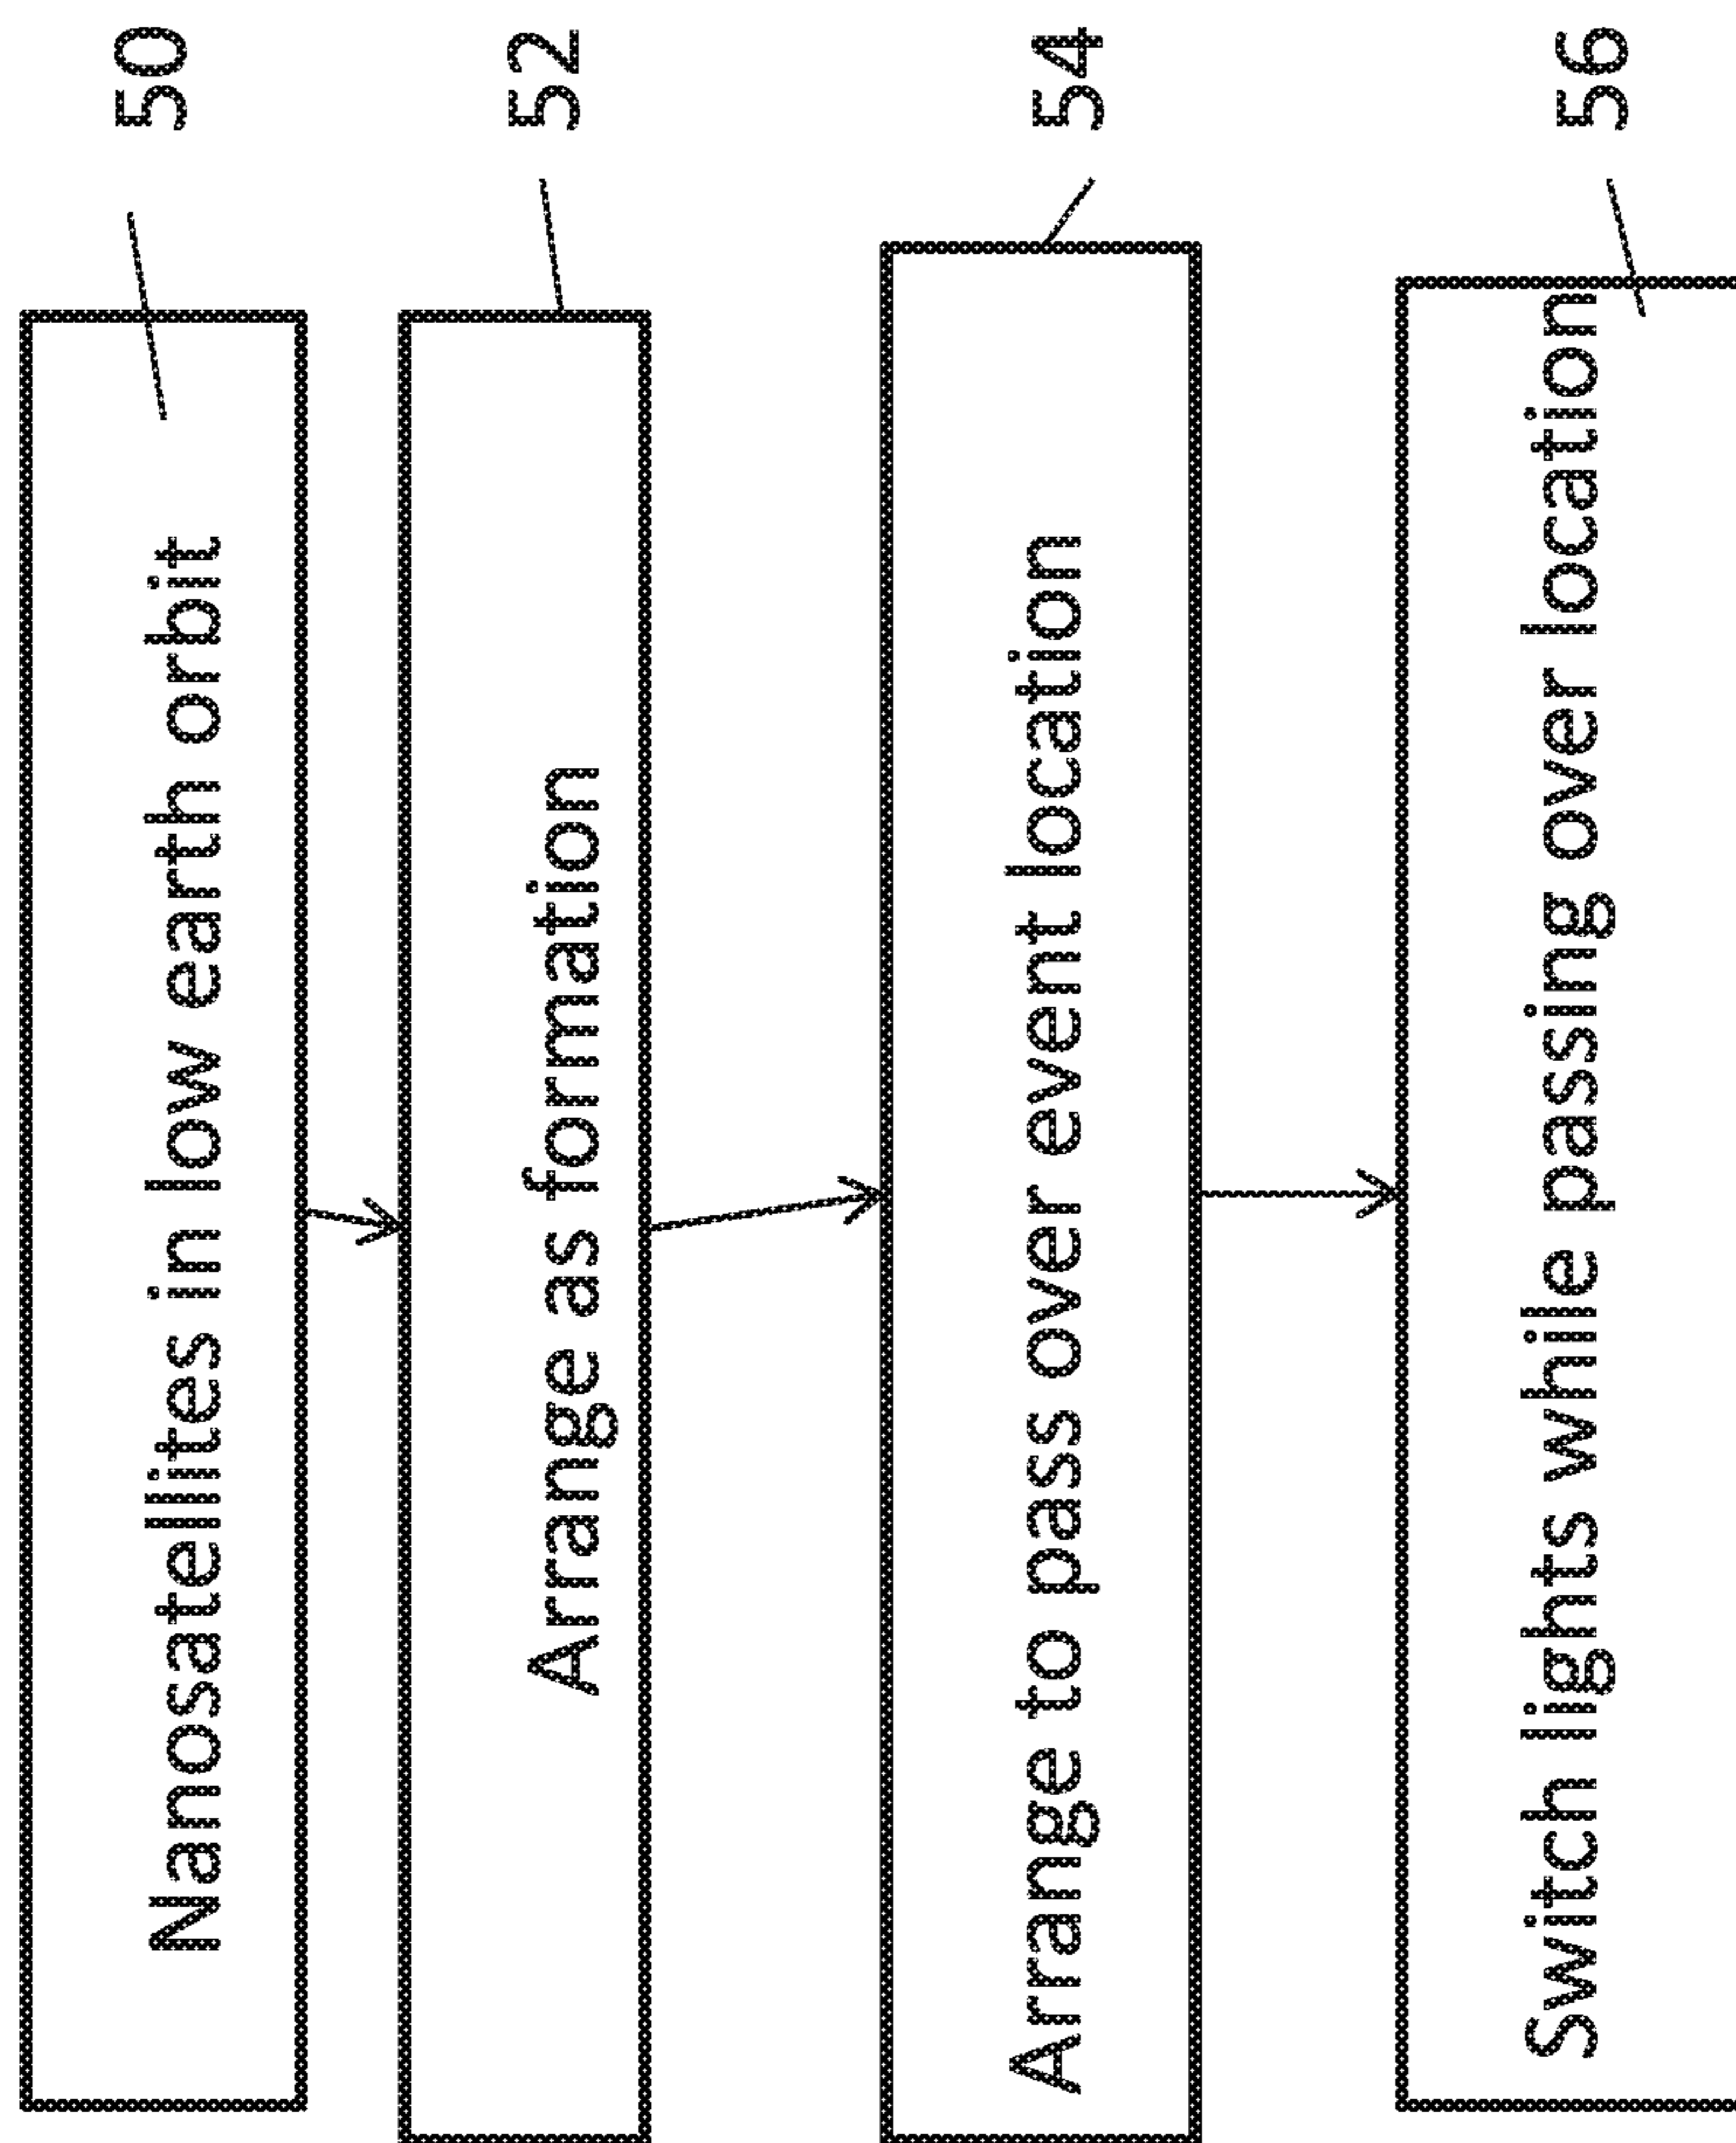 Nanosatellites in low earth orbit
50
Arrange as formation
52
Arrange to pass over event location
54
Switch lights while passing over location
56